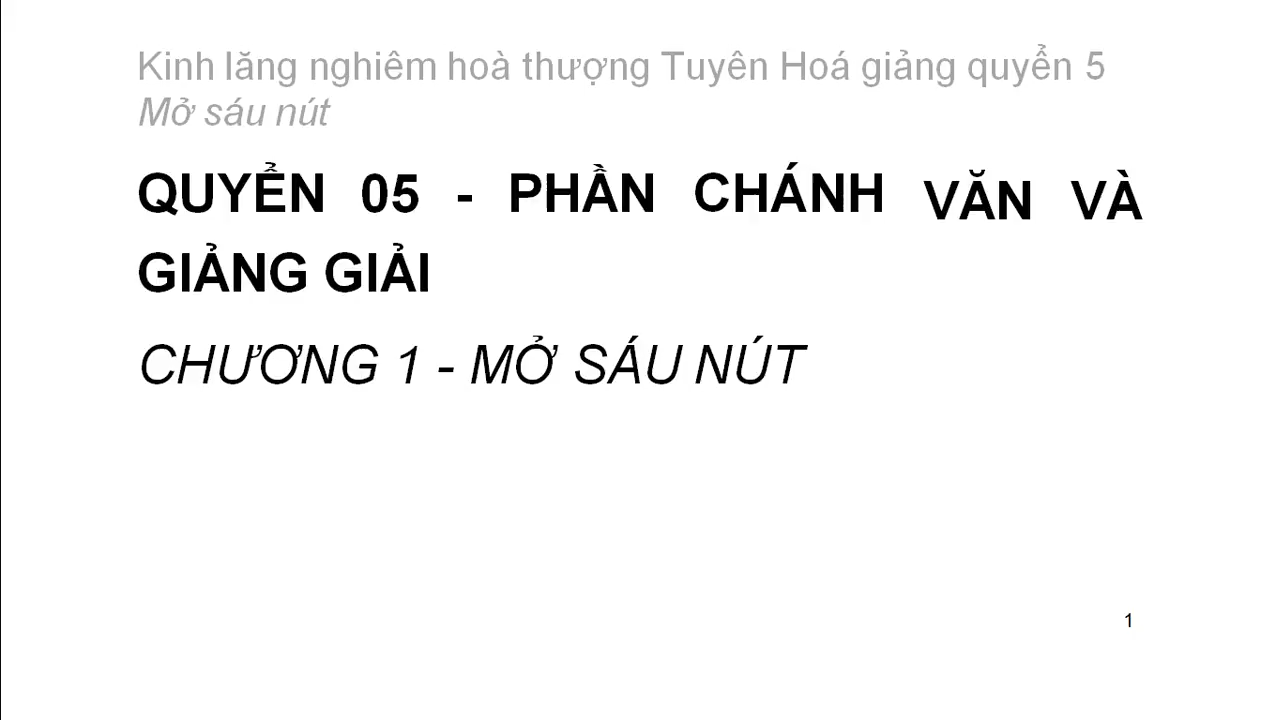 Kinh lăng nghiêm hoà thượng Tuyên Hoá giảng quyển 5
Mở sáu nút
QUYỂN 05 - PHẦN CHÁNH VĂN VÀ
GIẢNG GIẢI
CHƯƠNG 1 - MỞ SÁU NÚT
1